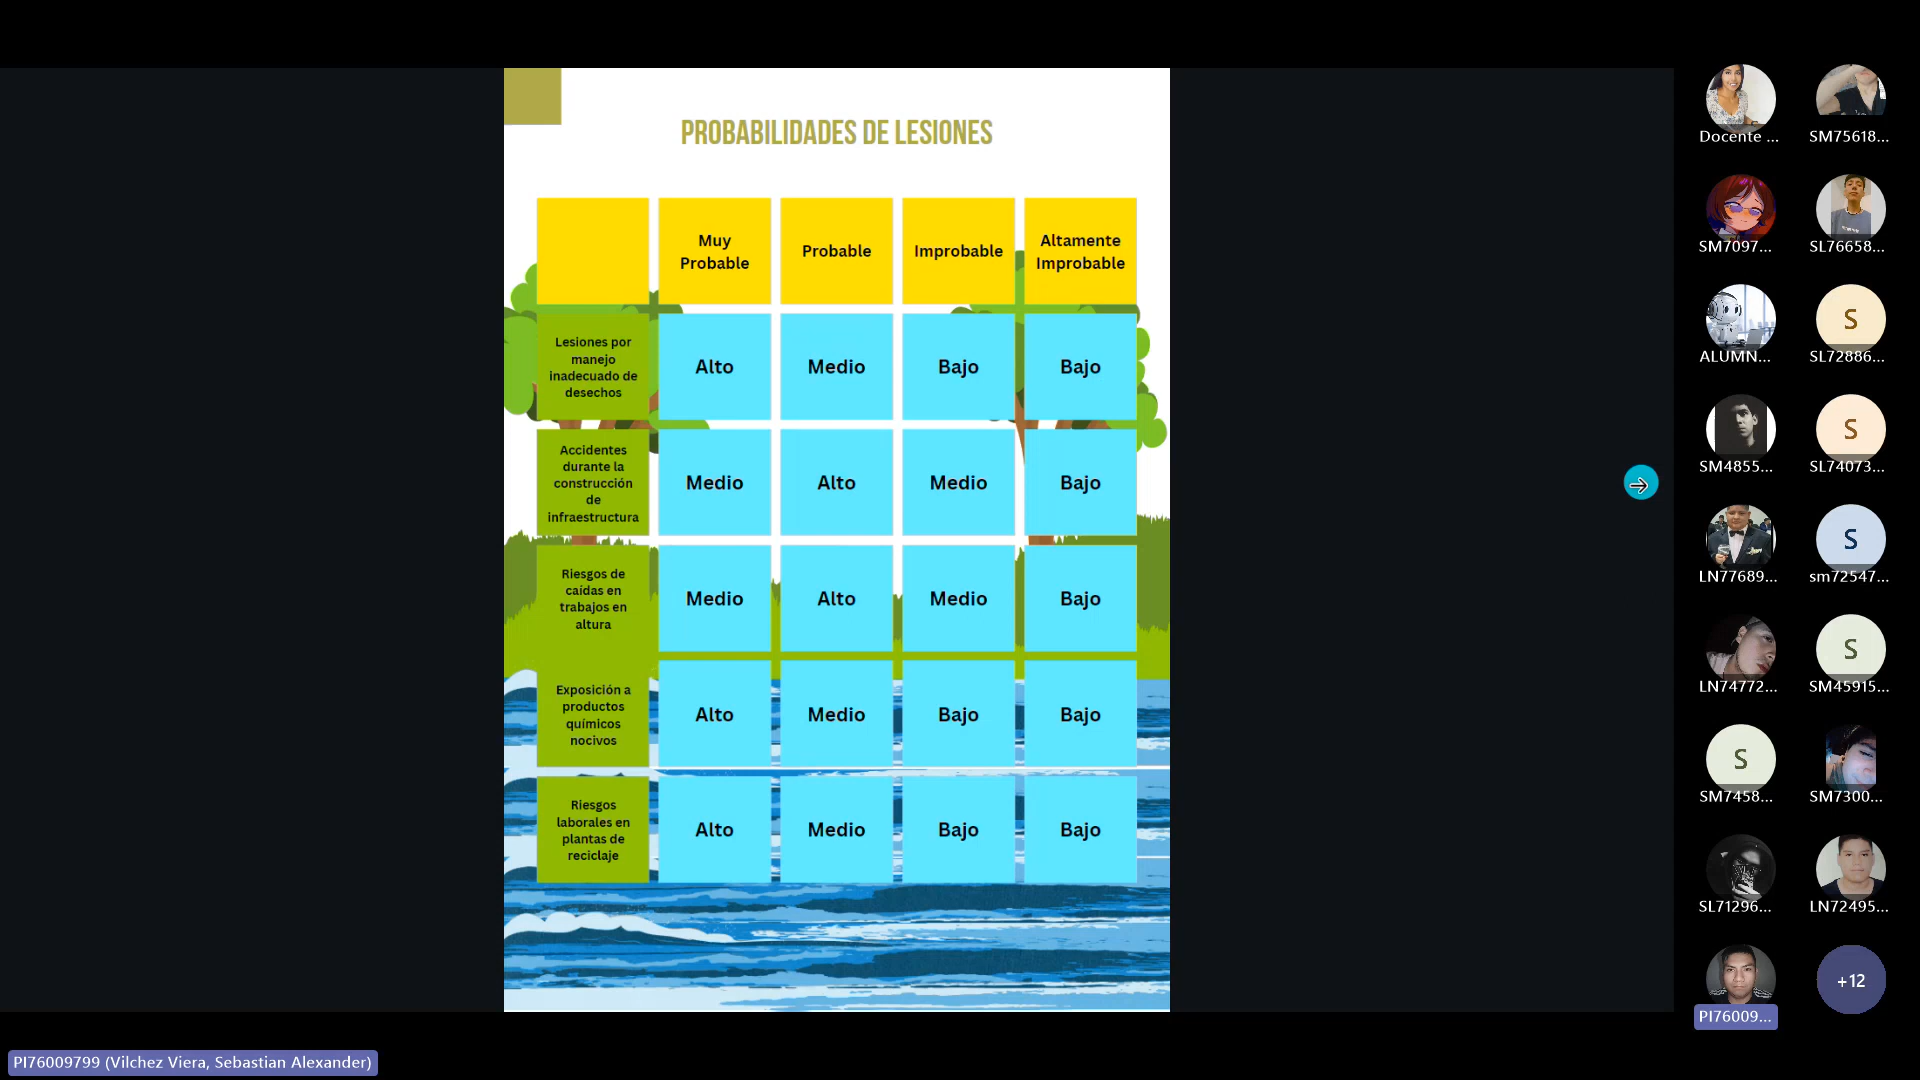 PROBABILIDADES DE LESIONES
Muy
Probable
Probable
Improbable
Altamente
Improbable
Lesiones por
manejo
inadecuado de
desechos
Alto
Medio
Bajo
Bajo
Accidentes
durante la
construcción
de
infraestructura
Medio
Alto
Medio
Bajo
Riesgos de
caídas en
trabajos en
altura
Medio
Alto
Medio
Bajo
Exposición a
productos
químicos
nocivos
Alto
Medio
Bajo
Bajo
Riesgos
laborales en
plantas de
reciclaje
Alto
Medio
Bajo
Bajo
Docente ...
SM75618...
SM7097...
SL76658...
ALUMN...
S
SL72886...
SM4855...
S
SL74073...
LN77689...
S
sm72547...
LN74772...
S
SM45915...
S
SM7458...
SM7300...
SL71296...
LN72495...
PI76009...
+12
PI76009799 (Vilchez Viera, Sebastian Alexander)